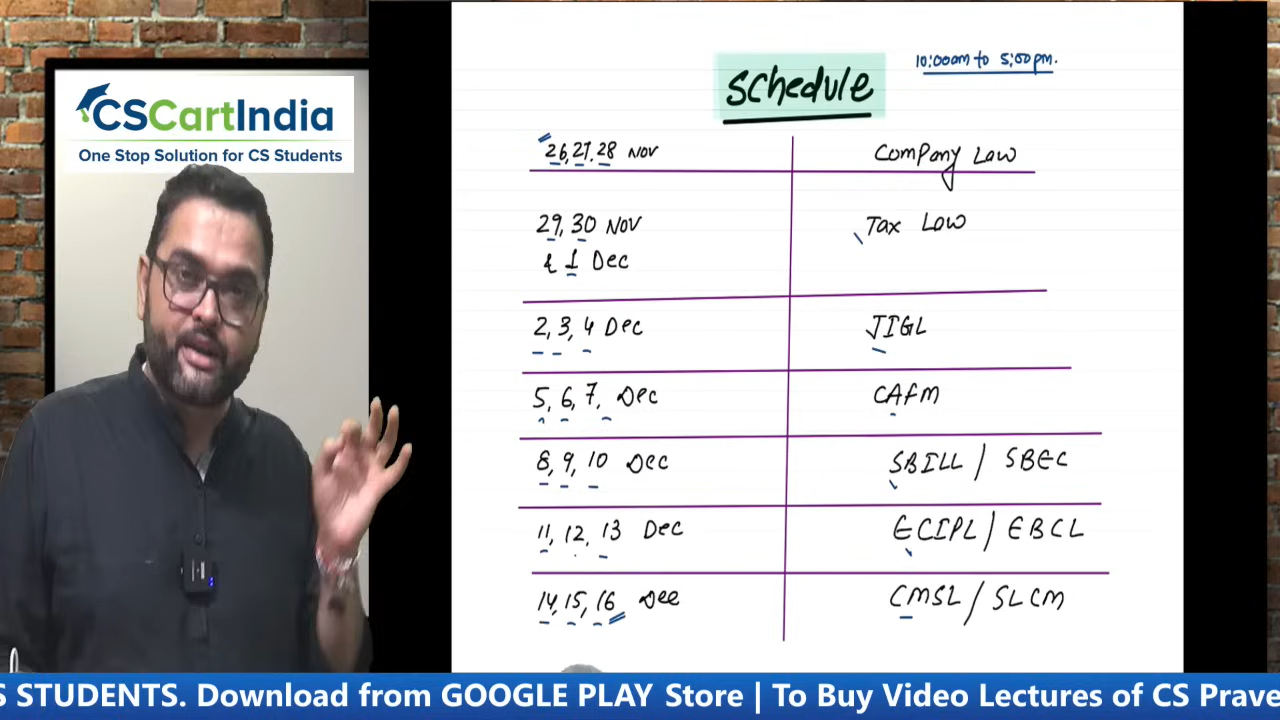 CSCartIndia
One Stop Solution for CS Students
Schedule
10:00am to 5:00pm.
26, 27, 28 Nov Company Law
29, 30 Nov Tax Law
& 1 Dec
2, 3, 4 Dec JIGL
5, 6, 7, Dec CAFM
8, 9, 10 Dec SBILL / SBEC
11, 12, 13 Dec ECIPL / EBCL
14, 15, 16 Dec CMSL / SLCM
S STUDENTS. Download from GOOGLE PLAY Store | To Buy Video Lectures of CS Prave